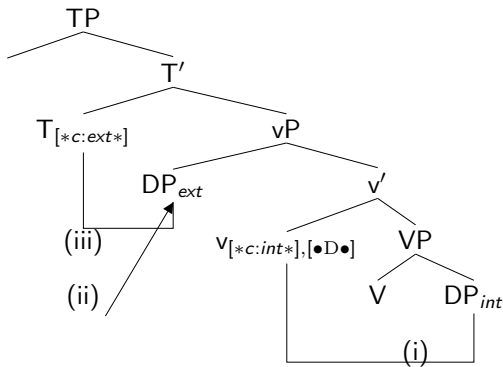 TP
T′
T[∗c:ext∗] vP
DPext v′
(iii) v[∗c:int∗],[•D•] VP
(ii) V DPint
(i)